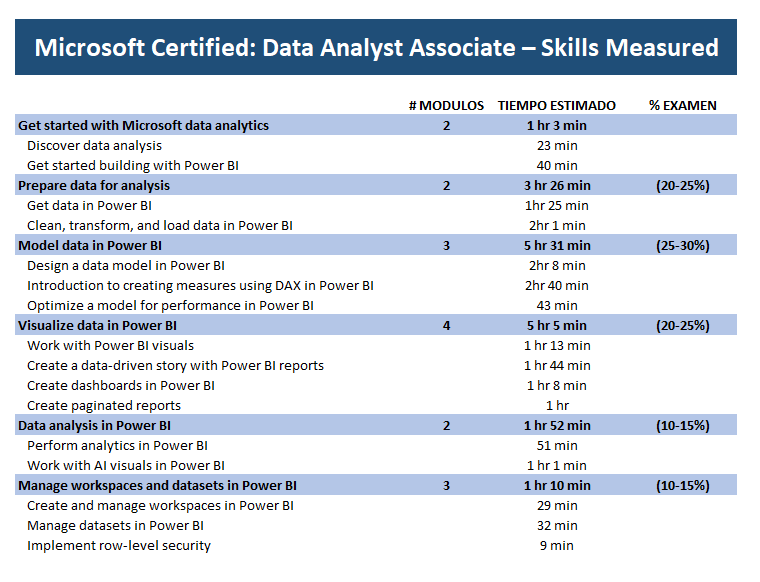 Microsoft Certified: Data Analyst Associate – Skills Measured
# MODULOS TIEMPO ESTIMADO % EXAMEN
Get started with Microsoft data analytics 2 1 hr 3 min
Discover data analysis 23 min
Get started building with Power BI 40 min
Prepare data for analysis 2 3 hr 26 min (20-25%)
Get data in Power BI 1hr 25 min
Clean, transform, and load data in Power BI 2hr 1 min
Model data in Power BI 3 5 hr 31 min (25-30%)
Design a data model in Power BI 2hr 8 min
Introduction to creating measures using DAX in Power BI 2hr 40 min
Optimize a model for performance in Power BI 43 min
Visualize data in Power BI 4 5 hr 5 min (20-25%)
Work with Power BI visuals 1 hr 13 min
Create a data-driven story with Power BI reports 1 hr 44 min
Create dashboards in Power BI 1 hr 8 min
Create paginated reports 1 hr
Data analysis in Power BI 2 1 hr 52 min (10-15%)
Perform analytics in Power BI 51 min
Work with AI visuals in Power BI 1 hr 1 min
Manage workspaces and datasets in Power BI 3 1 hr 10 min (10-15%)
Create and manage workspaces in Power BI 29 min
Manage datasets in Power BI 32 min
Implement row-level security 9 min